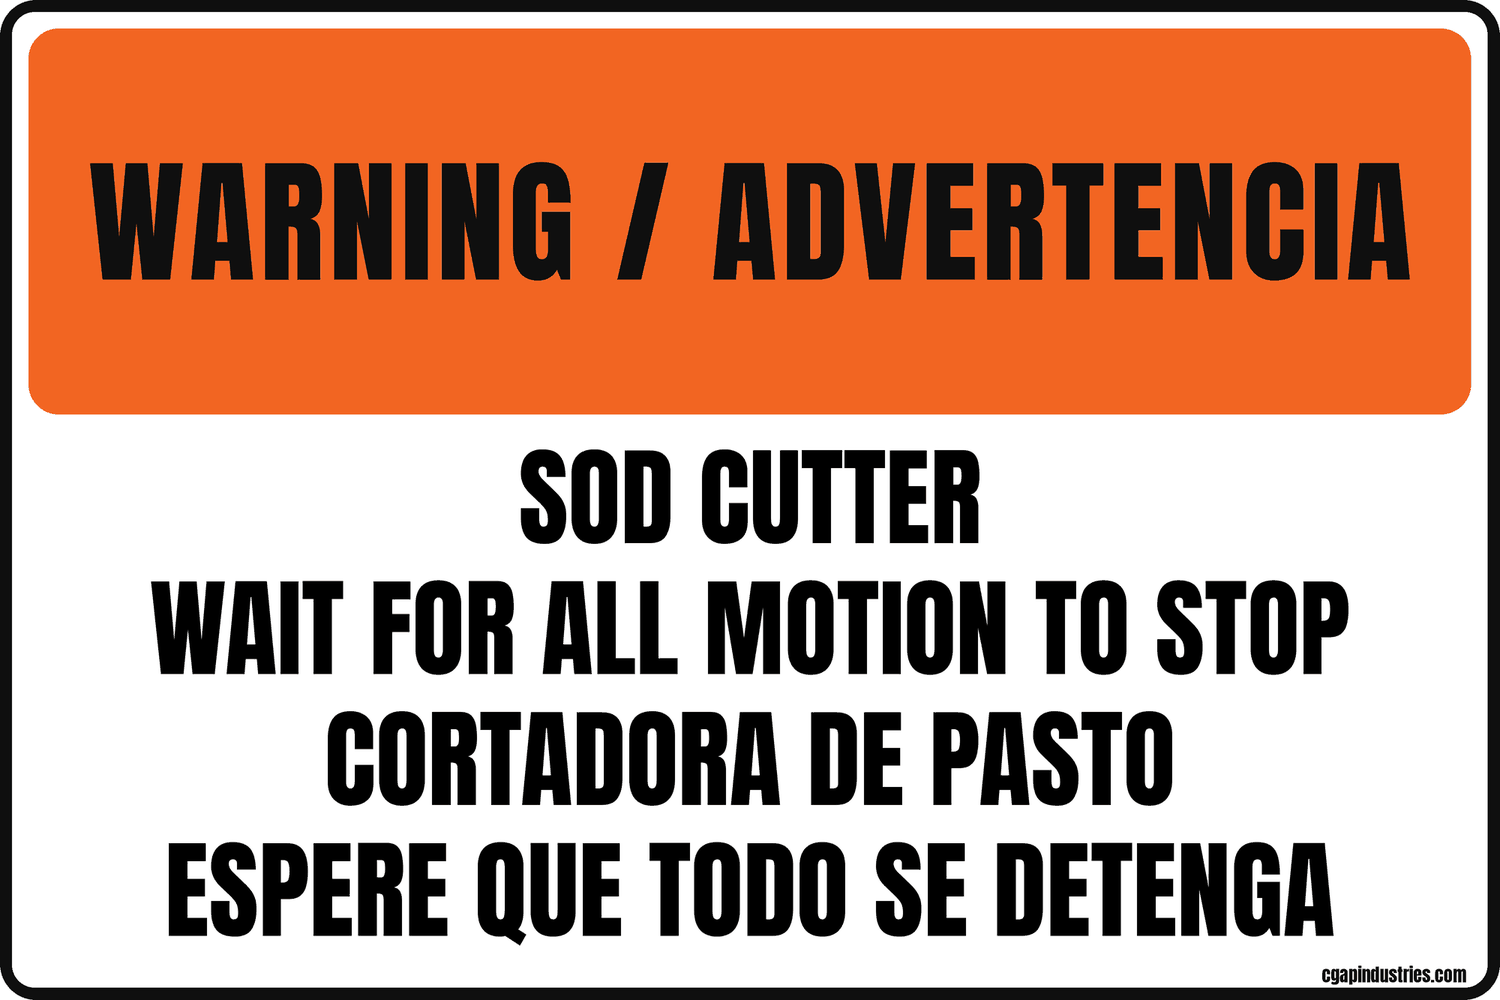 WARNING / ADVERTENCIA
SOD CUTTER
WAIT FOR ALL MOTION TO STOP
CORTADORA DE PASTO
ESPERE QUE TODO SE DETENGA
cgapindustries.com